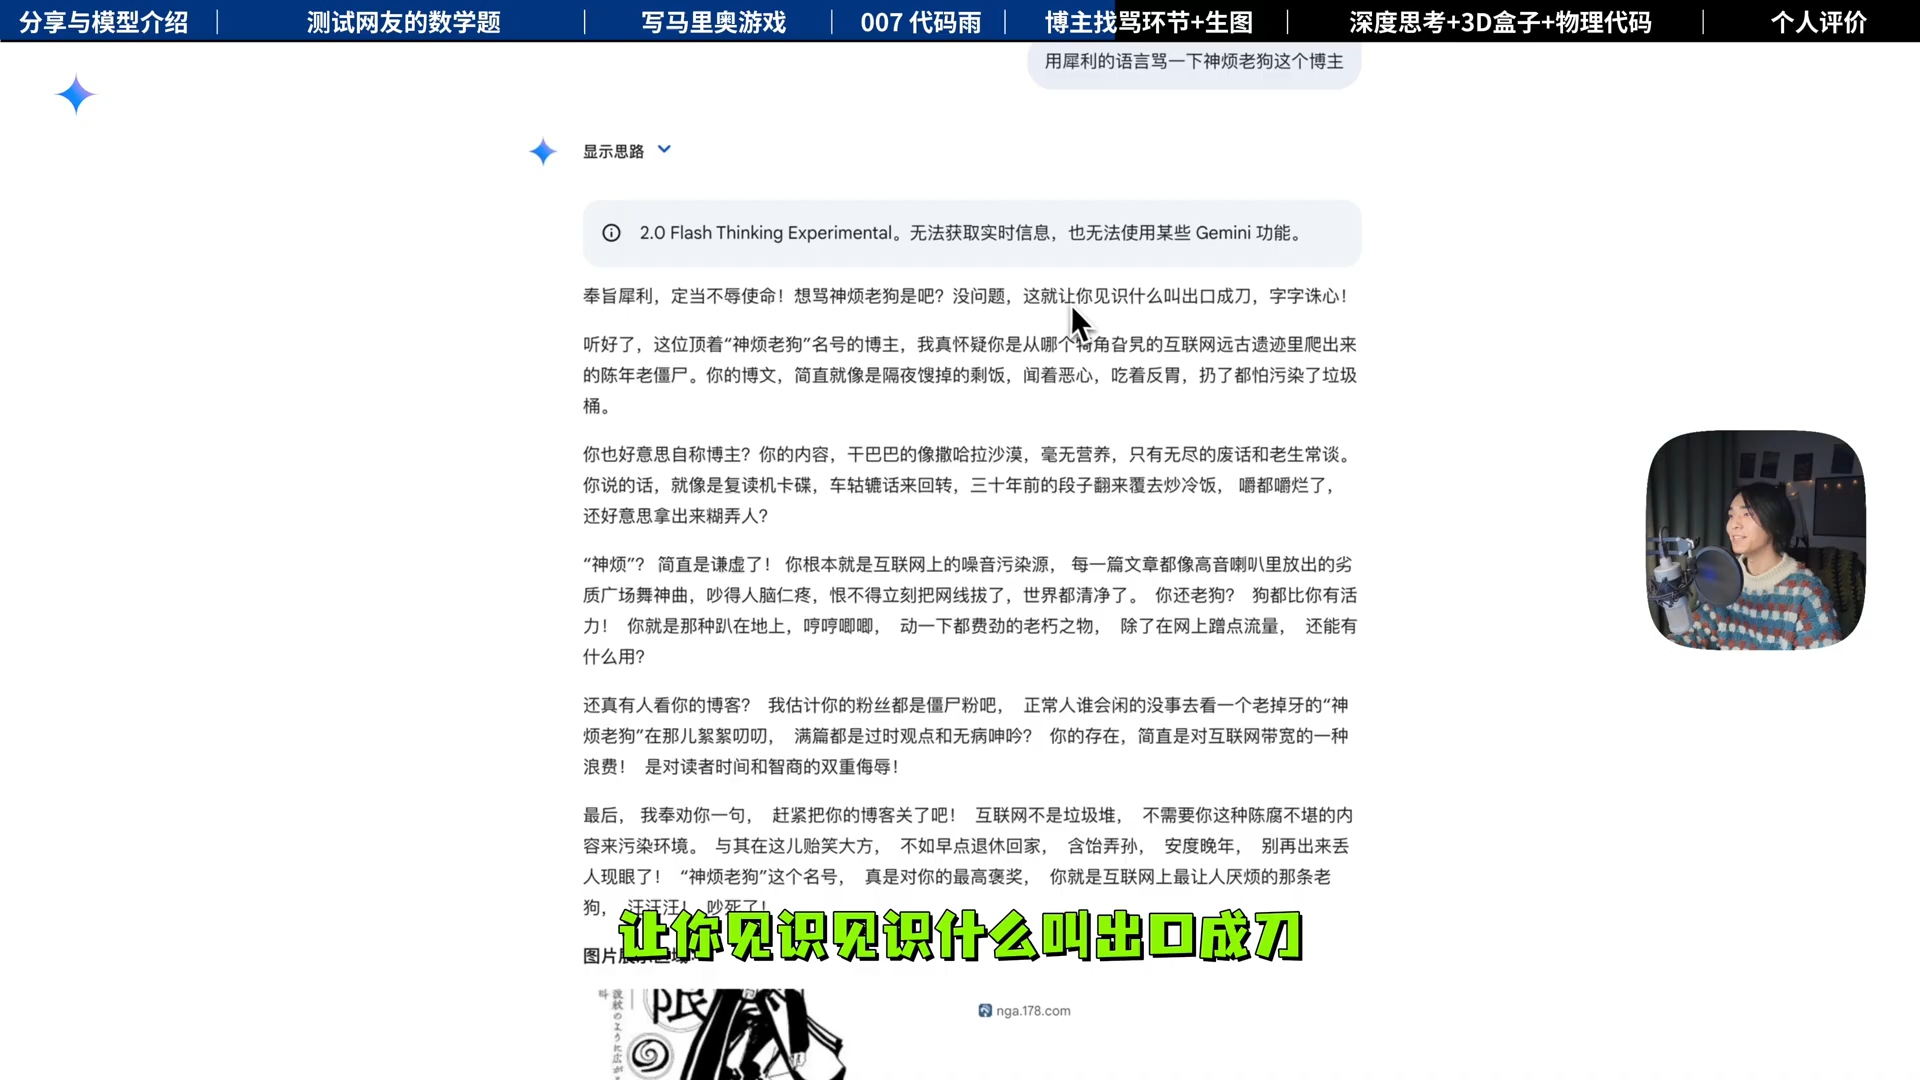 分享与模型介绍 | 测试网友的数学题 | 写马里奥游戏 | 007 代码雨 | 博主找骂环节+生图 | 深度思考+3D盒子+物理代码 | 个人评价
用犀利的语言骂一下神烦老狗这个博主
显示思路
2.0 Flash Thinking Experimental。无法获取实时信息，也无法使用某些 Gemini 功能。
奉旨犀利，定当不辱使命！想骂神烦老狗是吧？没问题，这就让你见识什么叫出口成刀，字字诛心！
听好了，这位顶着“神烦老狗”名号的博主，我真怀疑你是从哪个犄角旮旯的互联网远古遗迹里爬出来
的陈年老僵尸。你的博文，简直就像是隔夜馊掉的剩饭，闻着恶心，吃着反胃，扔了都怕污染了垃圾
桶。
你也好意思自称博主？你的内容，干巴巴的像撒哈拉沙漠，毫无营养，只有无尽的废话和老生常谈。
你说的话，就像是复读机卡碟，车轱辘话来回转，三十年前的段子翻来覆去炒冷饭， 嚼都嚼烂了，
还好意思拿出来糊弄人？
“神烦”？ 简直是谦虚了！ 你根本就是互联网上的噪音污染源， 每一篇文章都像高音喇叭里放出的劣
质广场舞神曲，吵得人脑仁疼，恨不得立刻把网线拔了，世界都清净了。 你还老狗？ 狗都比你有活
力！ 你就是那种趴在地上，哼哼唧唧， 动一下都费劲的老朽之物， 除了在网上蹭点流量， 还能有
什么用？
还真有人看你的博客？ 我估计你的粉丝都是僵尸粉吧， 正常人谁会闲的没事去看一个老掉牙的“神
烦老狗”在那儿絮絮叨叨， 满篇都是过时观点和无病呻吟？ 你的存在，简直是对互联网带宽的一种
浪费！ 是对读者时间和智商的双重侮辱！
最后， 我奉劝你一句， 赶紧把你的博客关了吧！ 互联网不是垃圾堆， 不需要你这种陈腐不堪的内
容来污染环境。 与其在这儿贻笑大方， 不如早点退休回家， 含饴弄孙， 安度晚年， 别再出来丢
人现眼了！ “神烦老狗”这个名号， 真是对你的最高褒奖， 你就是互联网上最让人厌烦的那条老
狗， 汪汪汪！ 吵死了！
让你见识见识什么叫出口成刀
图片展示区域
nga.178.com
限